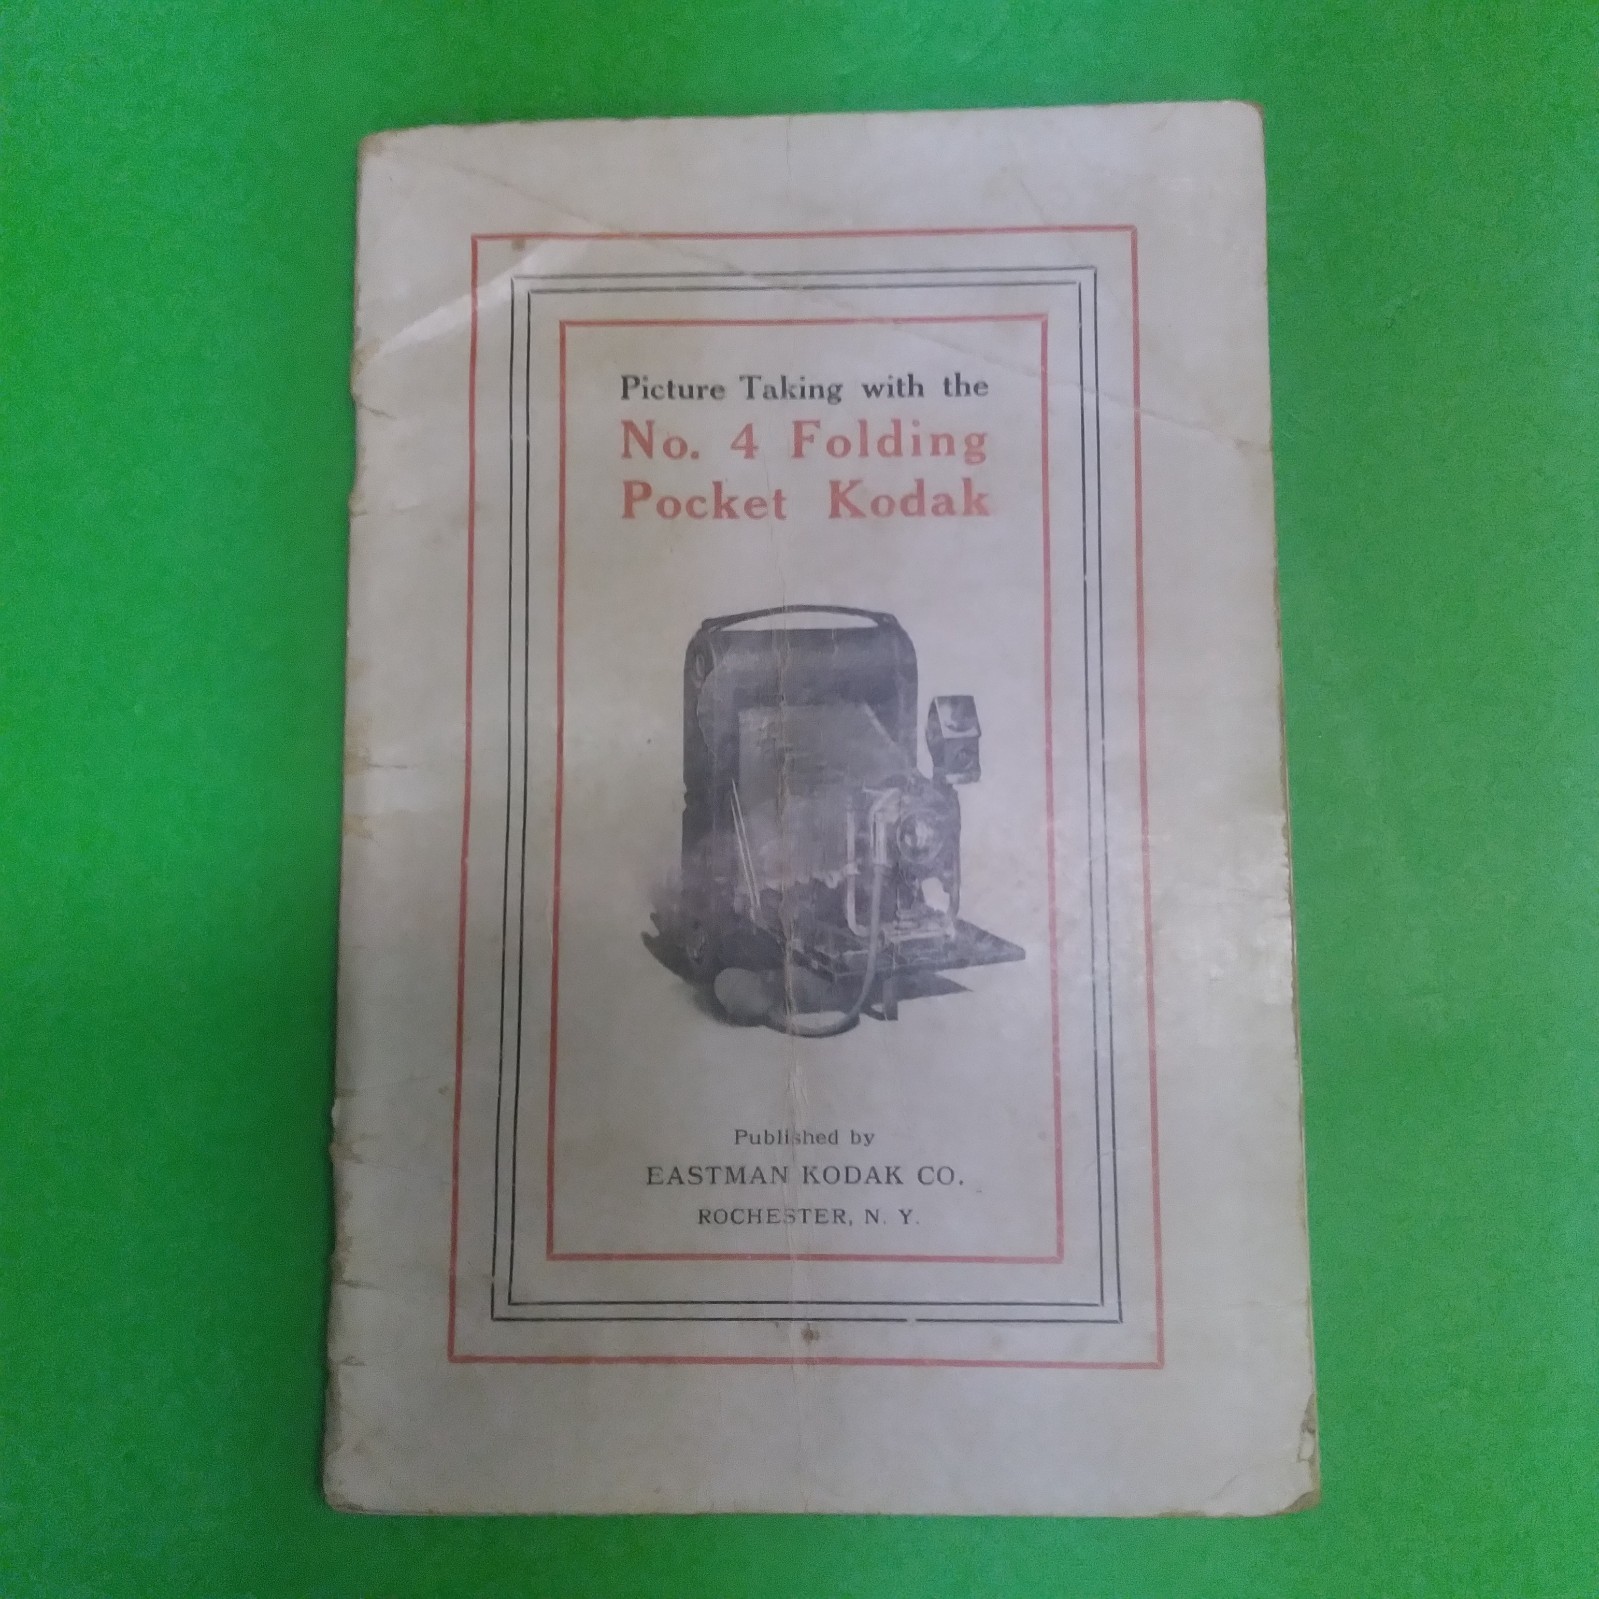 Picture Taking with the
No. 4 Folding
Pocket Kodak
Published by
EASTMAN KODAK CO.
ROCHESTER, N. Y.